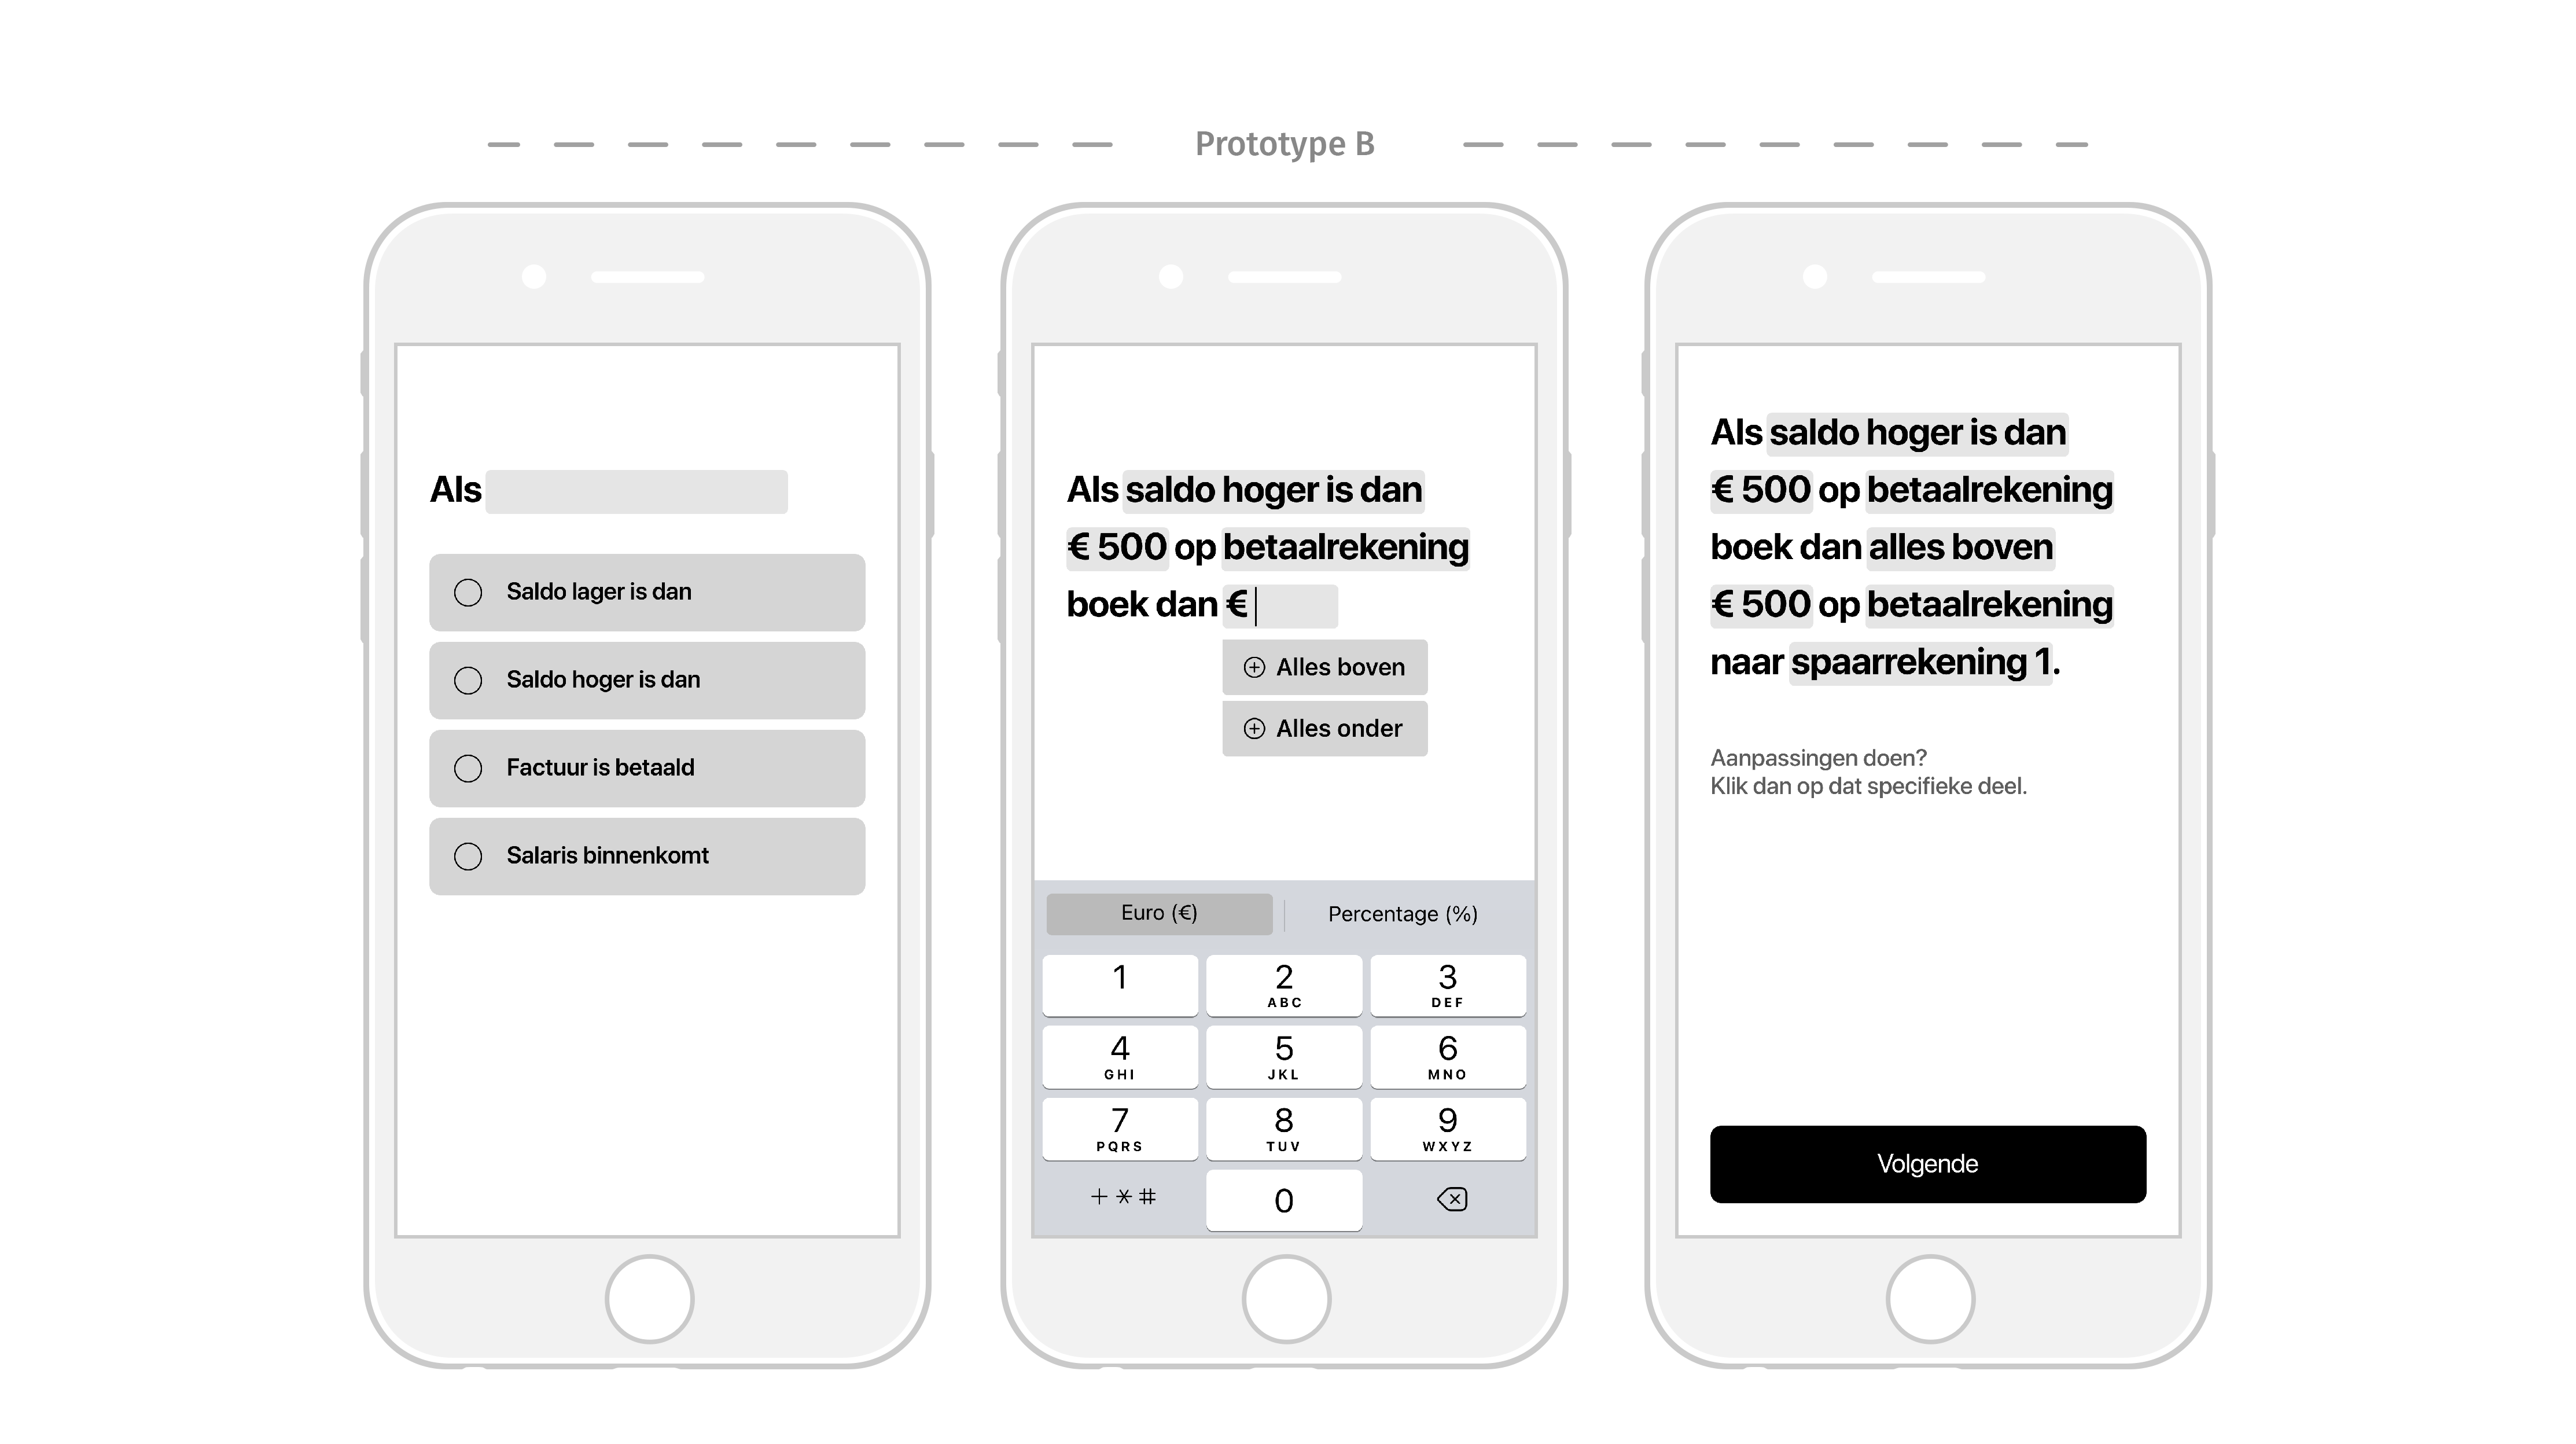 Prototype B
Als
Saldo lager is dan
Saldo hoger is dan
Factuur is betaald
Salaris binnenkomt
Als saldo hoger is dan
€ 500 op betaalrekening
boek dan €
Alles boven
Alles onder
Euro (€) Percentage (%)
1 2 3
ABC DEF
4 5 6
GHI JKL MNO
7 8 9
PQRS TUV WXYZ
+ * # 0
Als saldo hoger is dan
€ 500 op betaalrekening
boek dan alles boven
€ 500 op betaalrekening
naar spaarrekening 1.
Aanpassingen doen?
Klik dan op dat specifieke deel.
Volgende